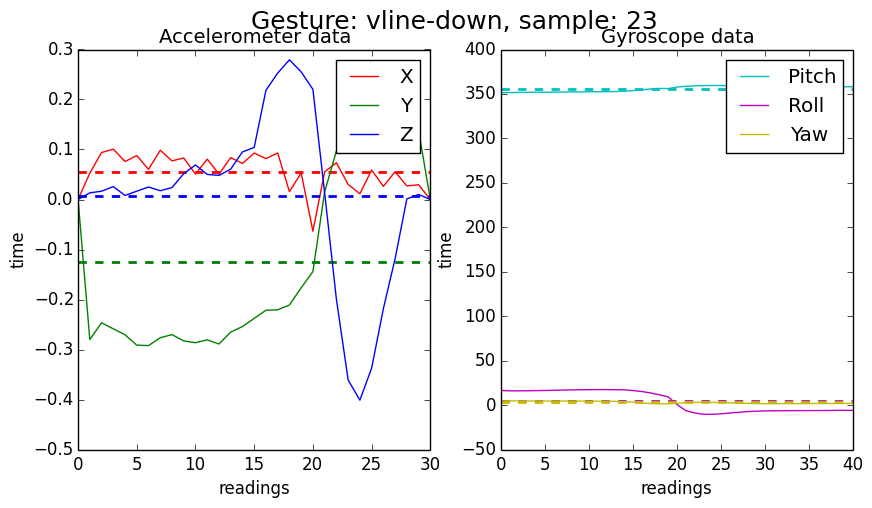 Gesture: vline-down, sample: 23
Accelerometer data
0.3
0.2
0.1
0.0
−0.1
−0.2
−0.3
−0.4
−0.5
time
0
5
10
15
20
25
30
readings
X
Y
Z
Gyroscope data
400
350
300
250
200
150
100
50
0
−50
time
0
5
10
15
20
25
30
35
40
readings
Pitch
Roll
Yaw